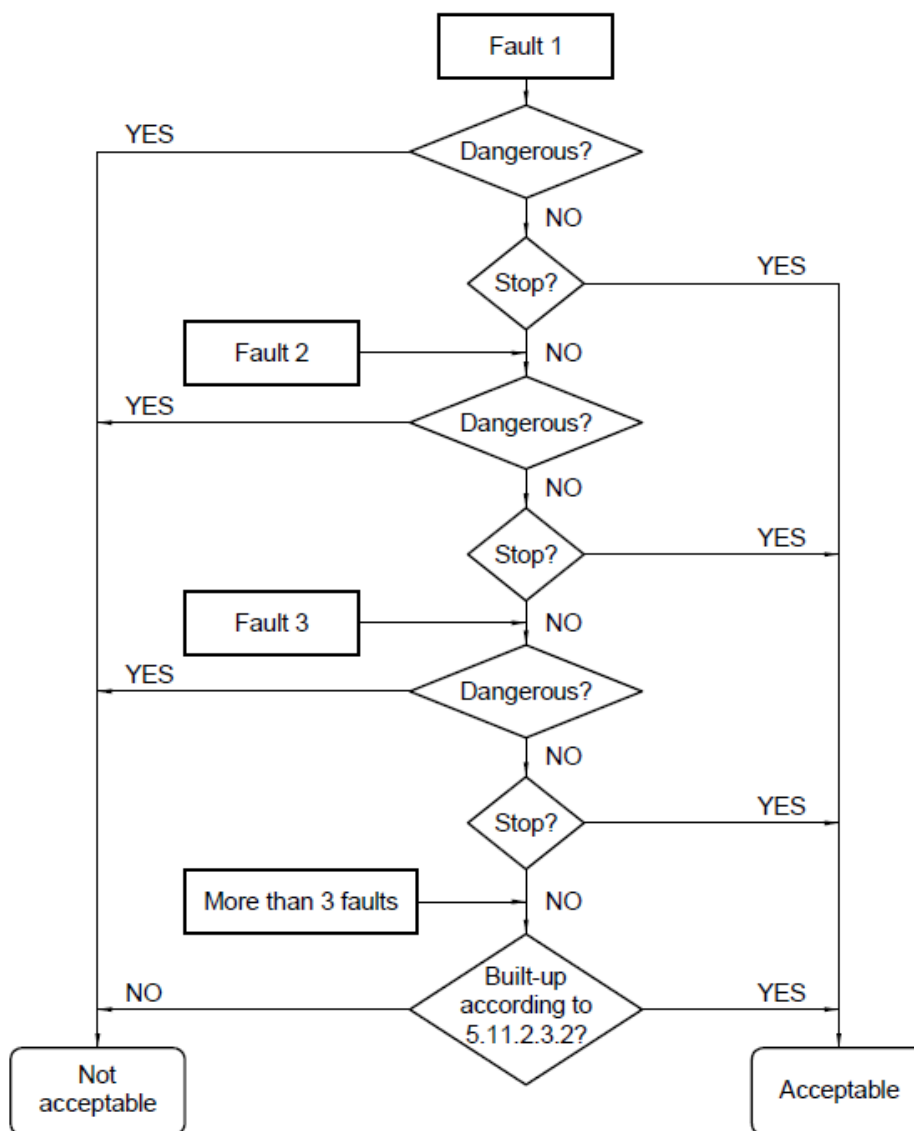 Fault 1
YES
Dangerous?
NO
YES
Stop?
Fault 2
NO
YES
Dangerous?
NO
YES
Stop?
Fault 3
NO
YES
Dangerous?
NO
YES
Stop?
More than 3 faults
NO
Built-up
according to
5.11.2.3.2?
NO
YES
Not
acceptable
Acceptable